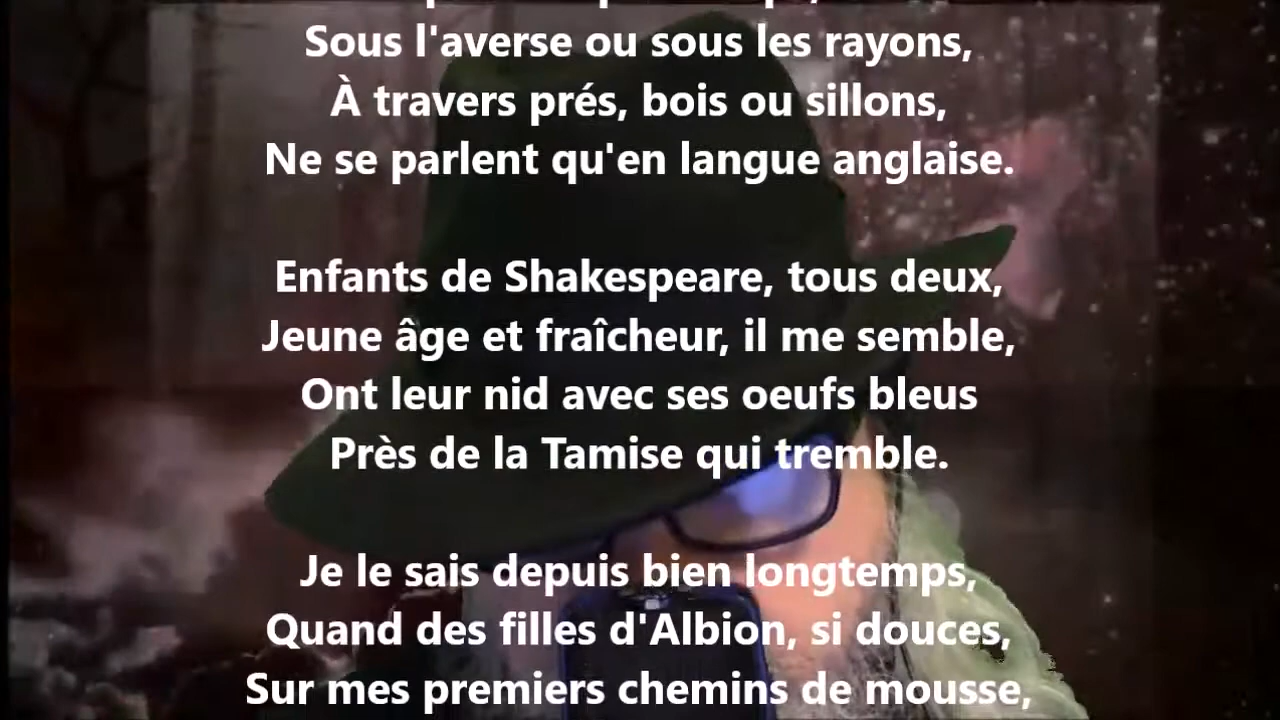 Sous l'averse ou sous les rayons,
À travers prés, bois ou sillons,
Ne se parlent qu'en langue anglaise.
Enfants de Shakespeare, tous deux,
Jeune âge et fraîcheur, il me semble,
Ont leur nid avec ses oeufs bleus
Près de la Tamise qui tremble.
Je le sais depuis bien longtemps,
Quand des filles d'Albion, si douces,
Sur mes premiers chemins de mousse,